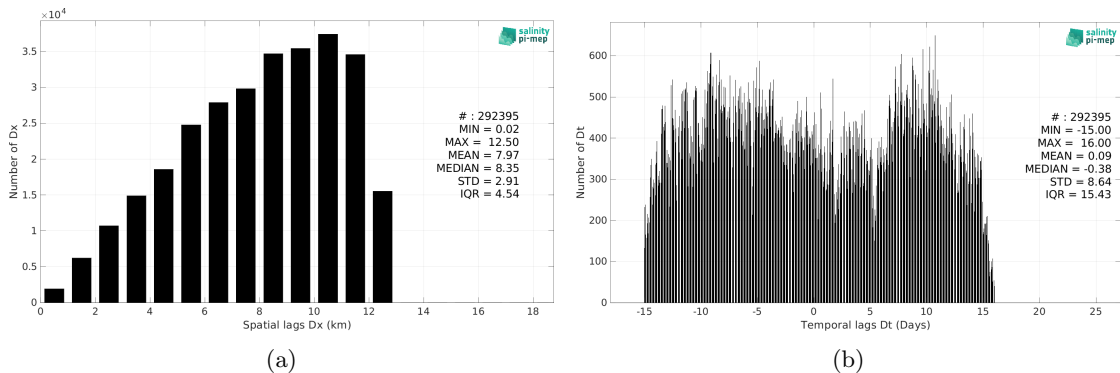 ×10⁴
3.5
3
2.5
2
1.5
1
0.5
0
0 2 4 6 8 10 12 14 16 18
Number of Dx
Spatial lags Dx (km)
salinity
pi-mep
# : 292395
MIN = 0.02
MAX = 12.50
MEAN = 7.97
MEDIAN = 8.35
STD = 2.91
IQR = 4.54
(a)
600
500
400
300
200
100
0
-15 -10 -5 0 5 10 15 20 25
Number of Dt
Temporal lags Dt (Days)
salinity
pi-mep
# : 292395
MIN = -15.00
MAX = 16.00
MEAN = 0.09
MEDIAN = -0.38
STD = 8.64
IQR = 15.43
(b)